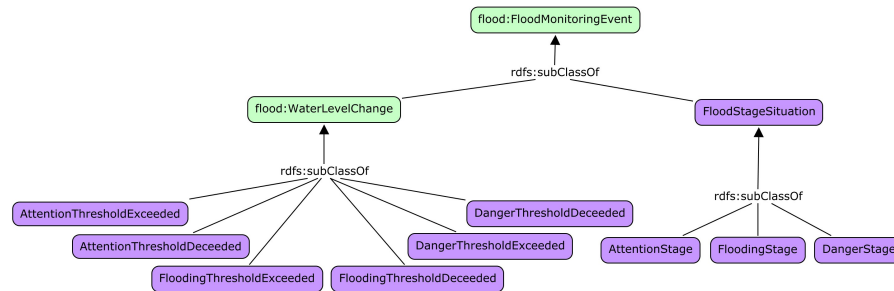 flood:FloodMonitoringEvent
rdfs:subClassOf
flood:WaterLevelChange
FloodStageSituation
rdfs:subClassOf
rdfs:subClassOf
AttentionThresholdExceeded
DangerThresholdDeceeded
AttentionThresholdDeceeded
DangerThresholdExceeded
AttentionStage
FloodingStage
DangerStage
FloodingThresholdExceeded
FloodingThresholdDeceeded